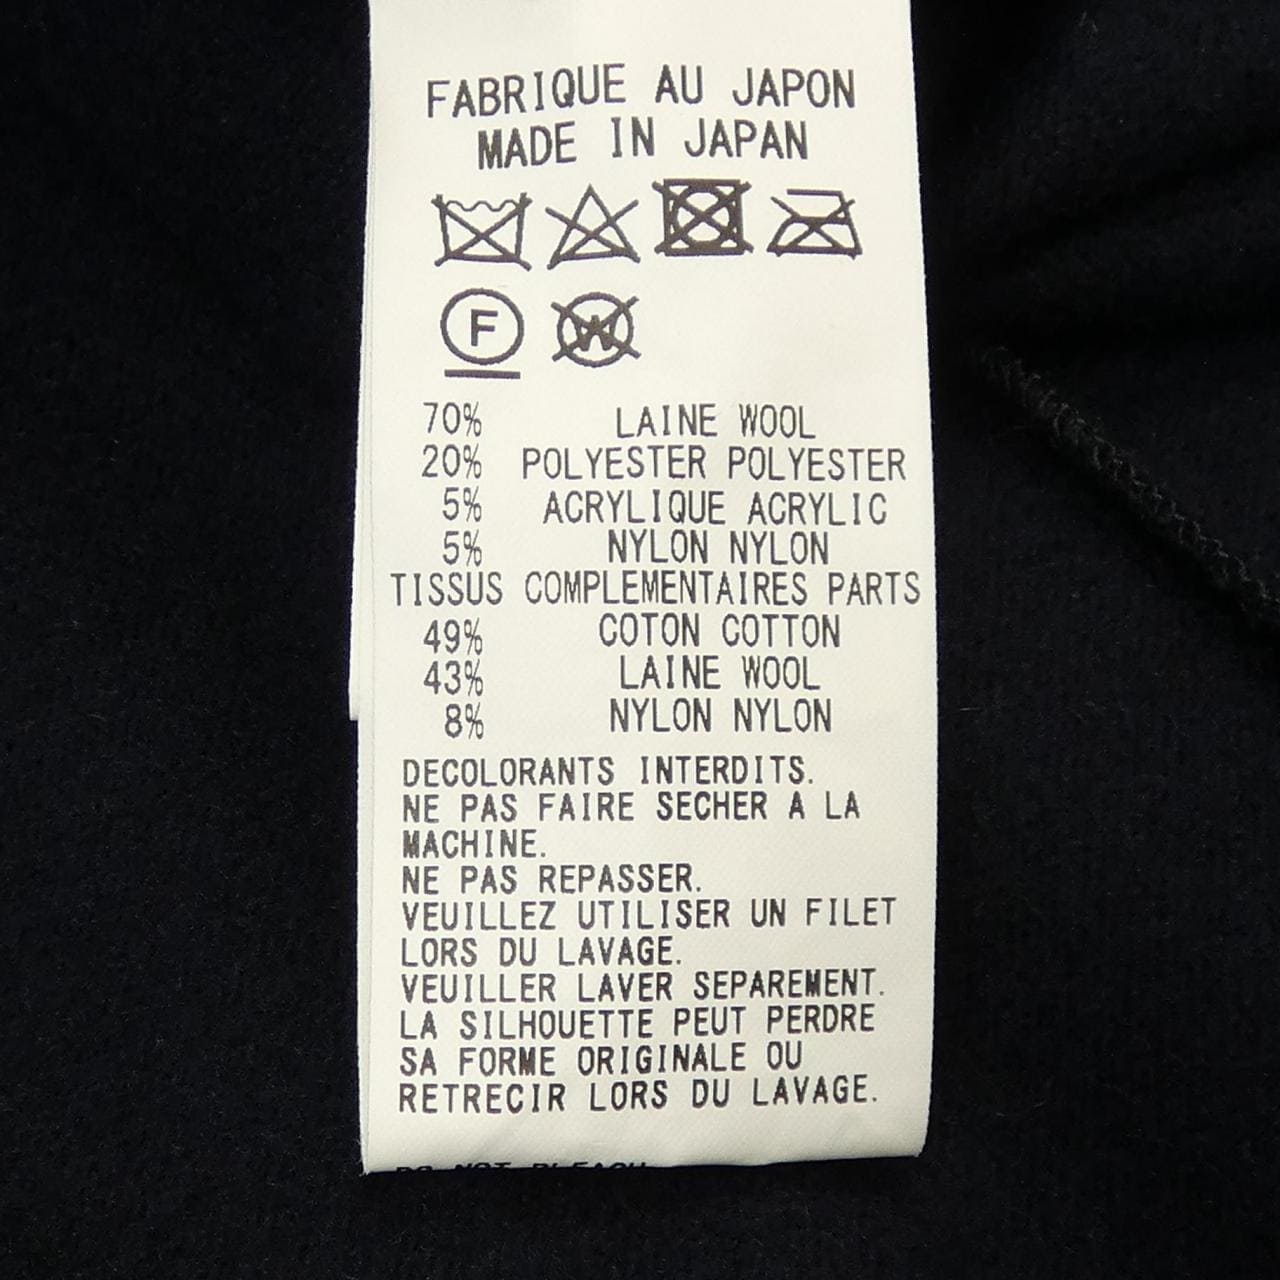 FABRIQUE AU JAPON
MADE IN JAPAN
F W
70% LAINE WOOL
20% POLYESTER POLYESTER
5% ACRYLIQUE ACRYLIC
5% NYLON NYLON
TISSUS COMPLEMENTAIRES PARTS
49% COTON COTTON
43% LAINE WOOL
8% NYLON NYLON
DECOLORANTS INTERDITS.
NE PAS FAIRE SECHER A LA
MACHINE.
NE PAS REPASSER.
VEUILLEZ UTILISER UN FILET
LORS DU LAVAGE.
VEUILLER LAVER SEPAREMENT.
LA SILHOUETTE PEUT PERDRE
SA FORME ORIGINALE OU
RETRECIR LORS DU LAVAGE.
DO NOT BLEACH